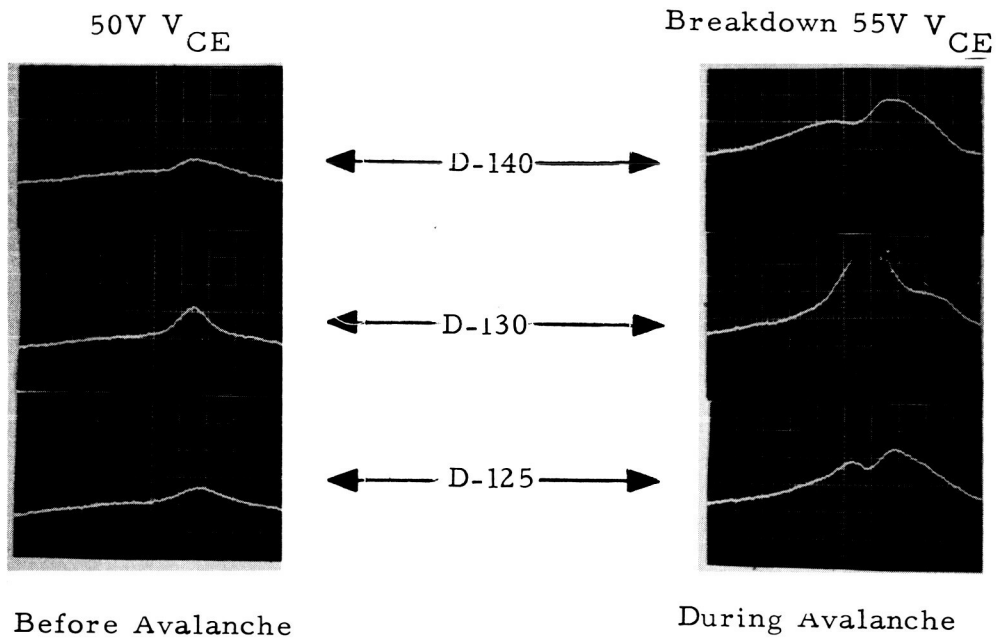 50V V_CE
Breakdown 55V V_CE
D-140
D-130
D-125
Before Avalanche
During Avalanche